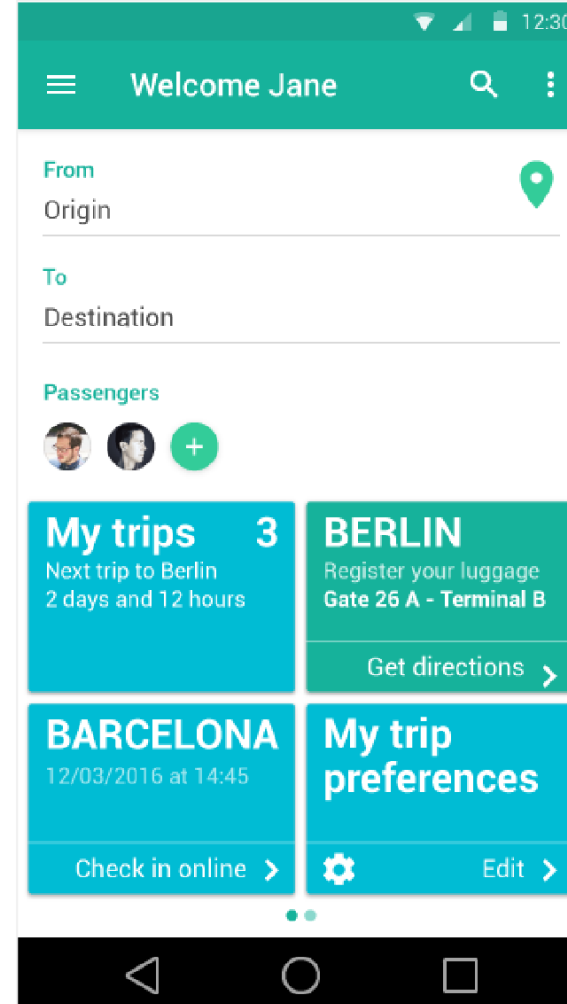 12:30
Welcome Jane
From
Origin
To
Destination
Passengers
My trips 3
Next trip to Berlin
2 days and 12 hours
BERLIN
Register your luggage
Gate 26 A - Terminal B
Get directions
BARCELONA
12/03/2016 at 14:45
Check in online
My trip
preferences
Edit